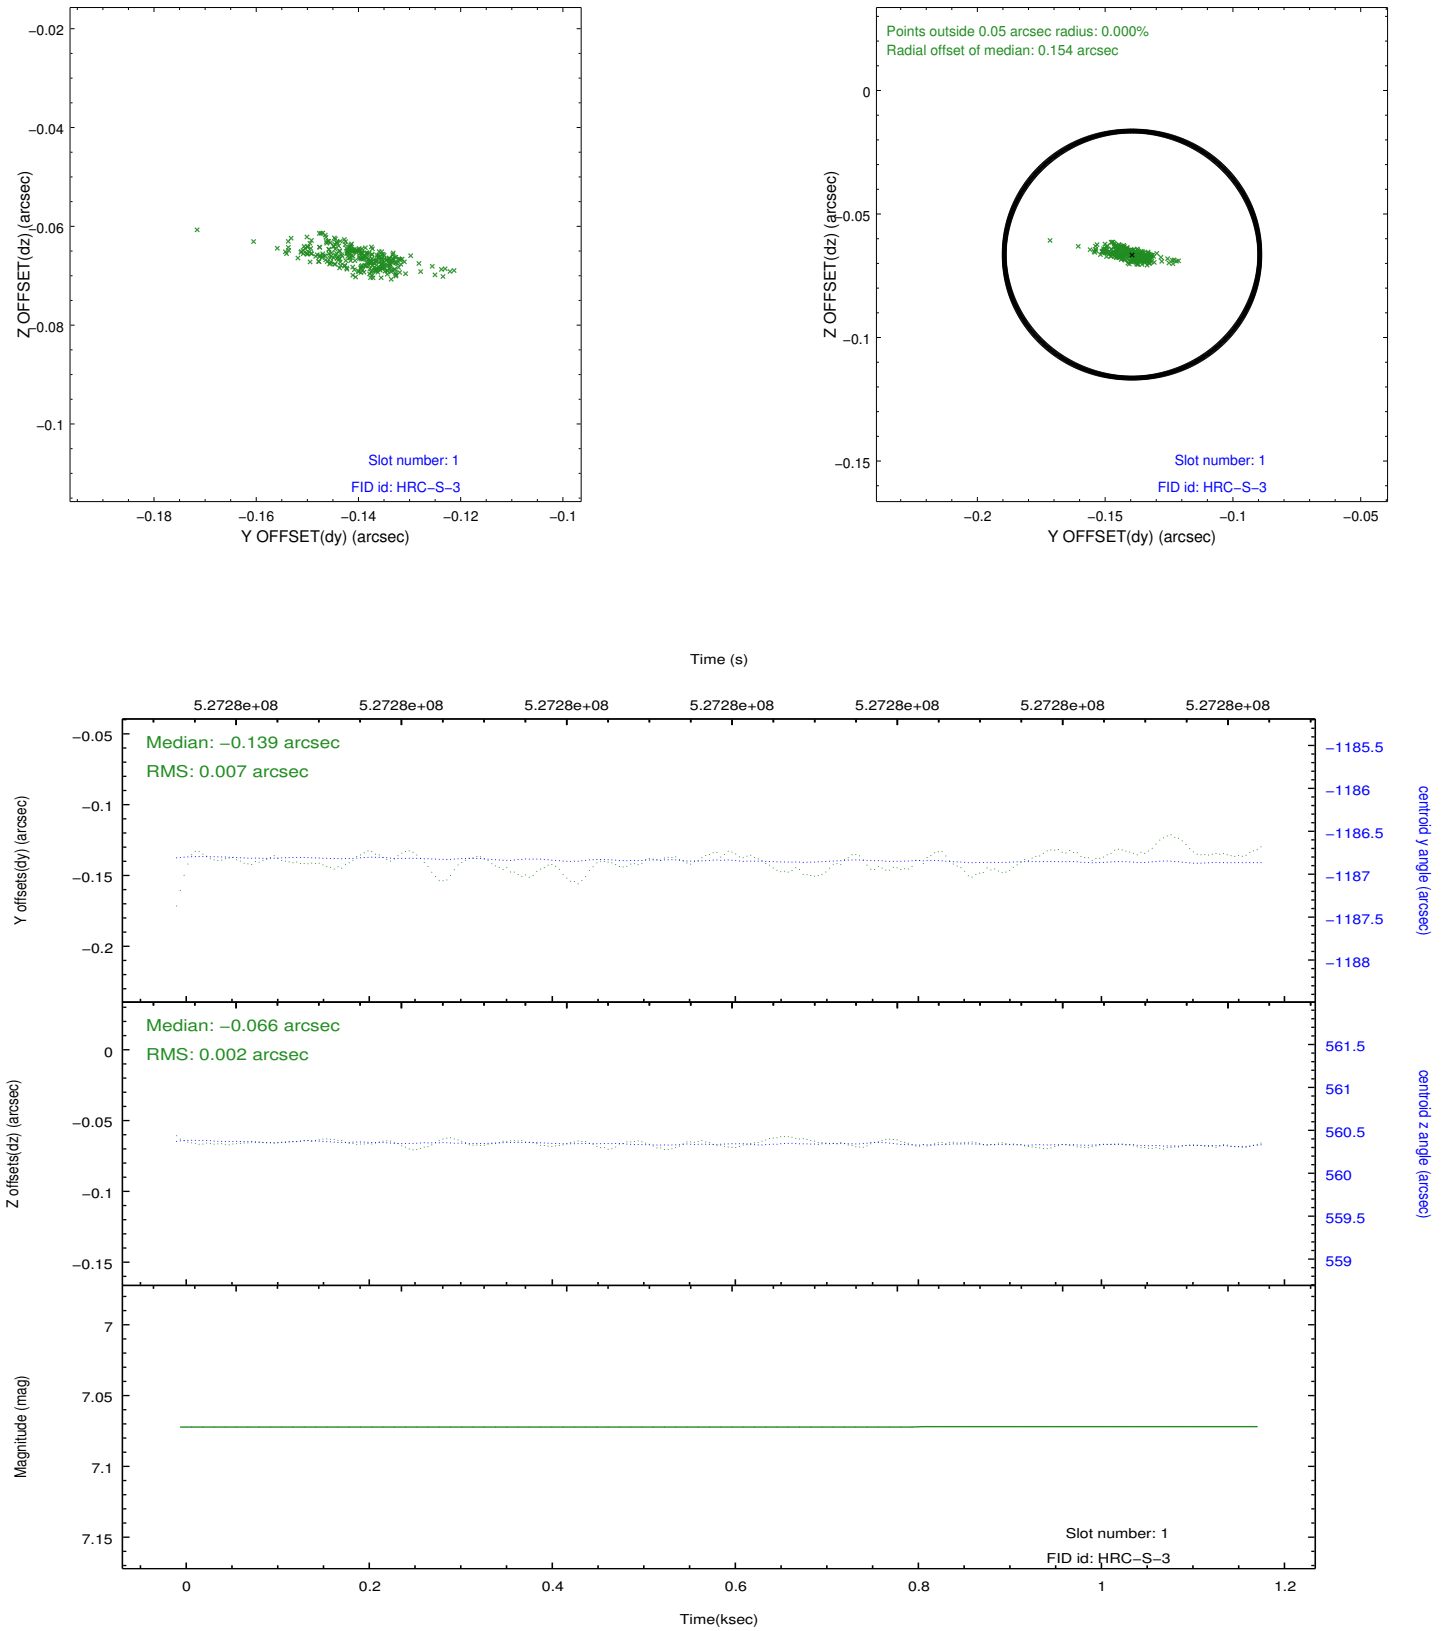 −0.02
−0.04
−0.06
−0.08
−0.1
Z OFFSET(dz) (arcsec)
Slot number: 1
FID id: HRC−S−3
−0.18
−0.16
−0.14
−0.12
−0.1
Y OFFSET(dy) (arcsec)
Points outside 0.05 arcsec radius: 0.000%
Radial offset of median: 0.154 arcsec
0
−0.05
−0.1
−0.15
Z OFFSET(dz) (arcsec)
Slot number: 1
FID id: HRC−S−3
−0.2
−0.15
−0.1
−0.05
Y OFFSET(dy) (arcsec)
Time (s)
5.2728e+08
5.2728e+08
5.2728e+08
5.2728e+08
5.2728e+08
5.2728e+08
5.2728e+08
Median: −0.139 arcsec
RMS: 0.007 arcsec
−0.05
−0.1
−0.15
−0.2
Y offsets(dy) (arcsec)
−1185.5
−1186
−1186.5
−1187
−1187.5
−1188
centroid y angle (arcsec)
Median: −0.066 arcsec
RMS: 0.002 arcsec
0
−0.05
−0.1
−0.15
Z offsets(dz) (arcsec)
561.5
561
560.5
560
559.5
559
centroid z angle (arcsec)
7
7.05
7.1
7.15
Magnitude (mag)
Slot number: 1
FID id: HRC−S−3
0
0.2
0.4
0.6
0.8
1
1.2
Time(ksec)